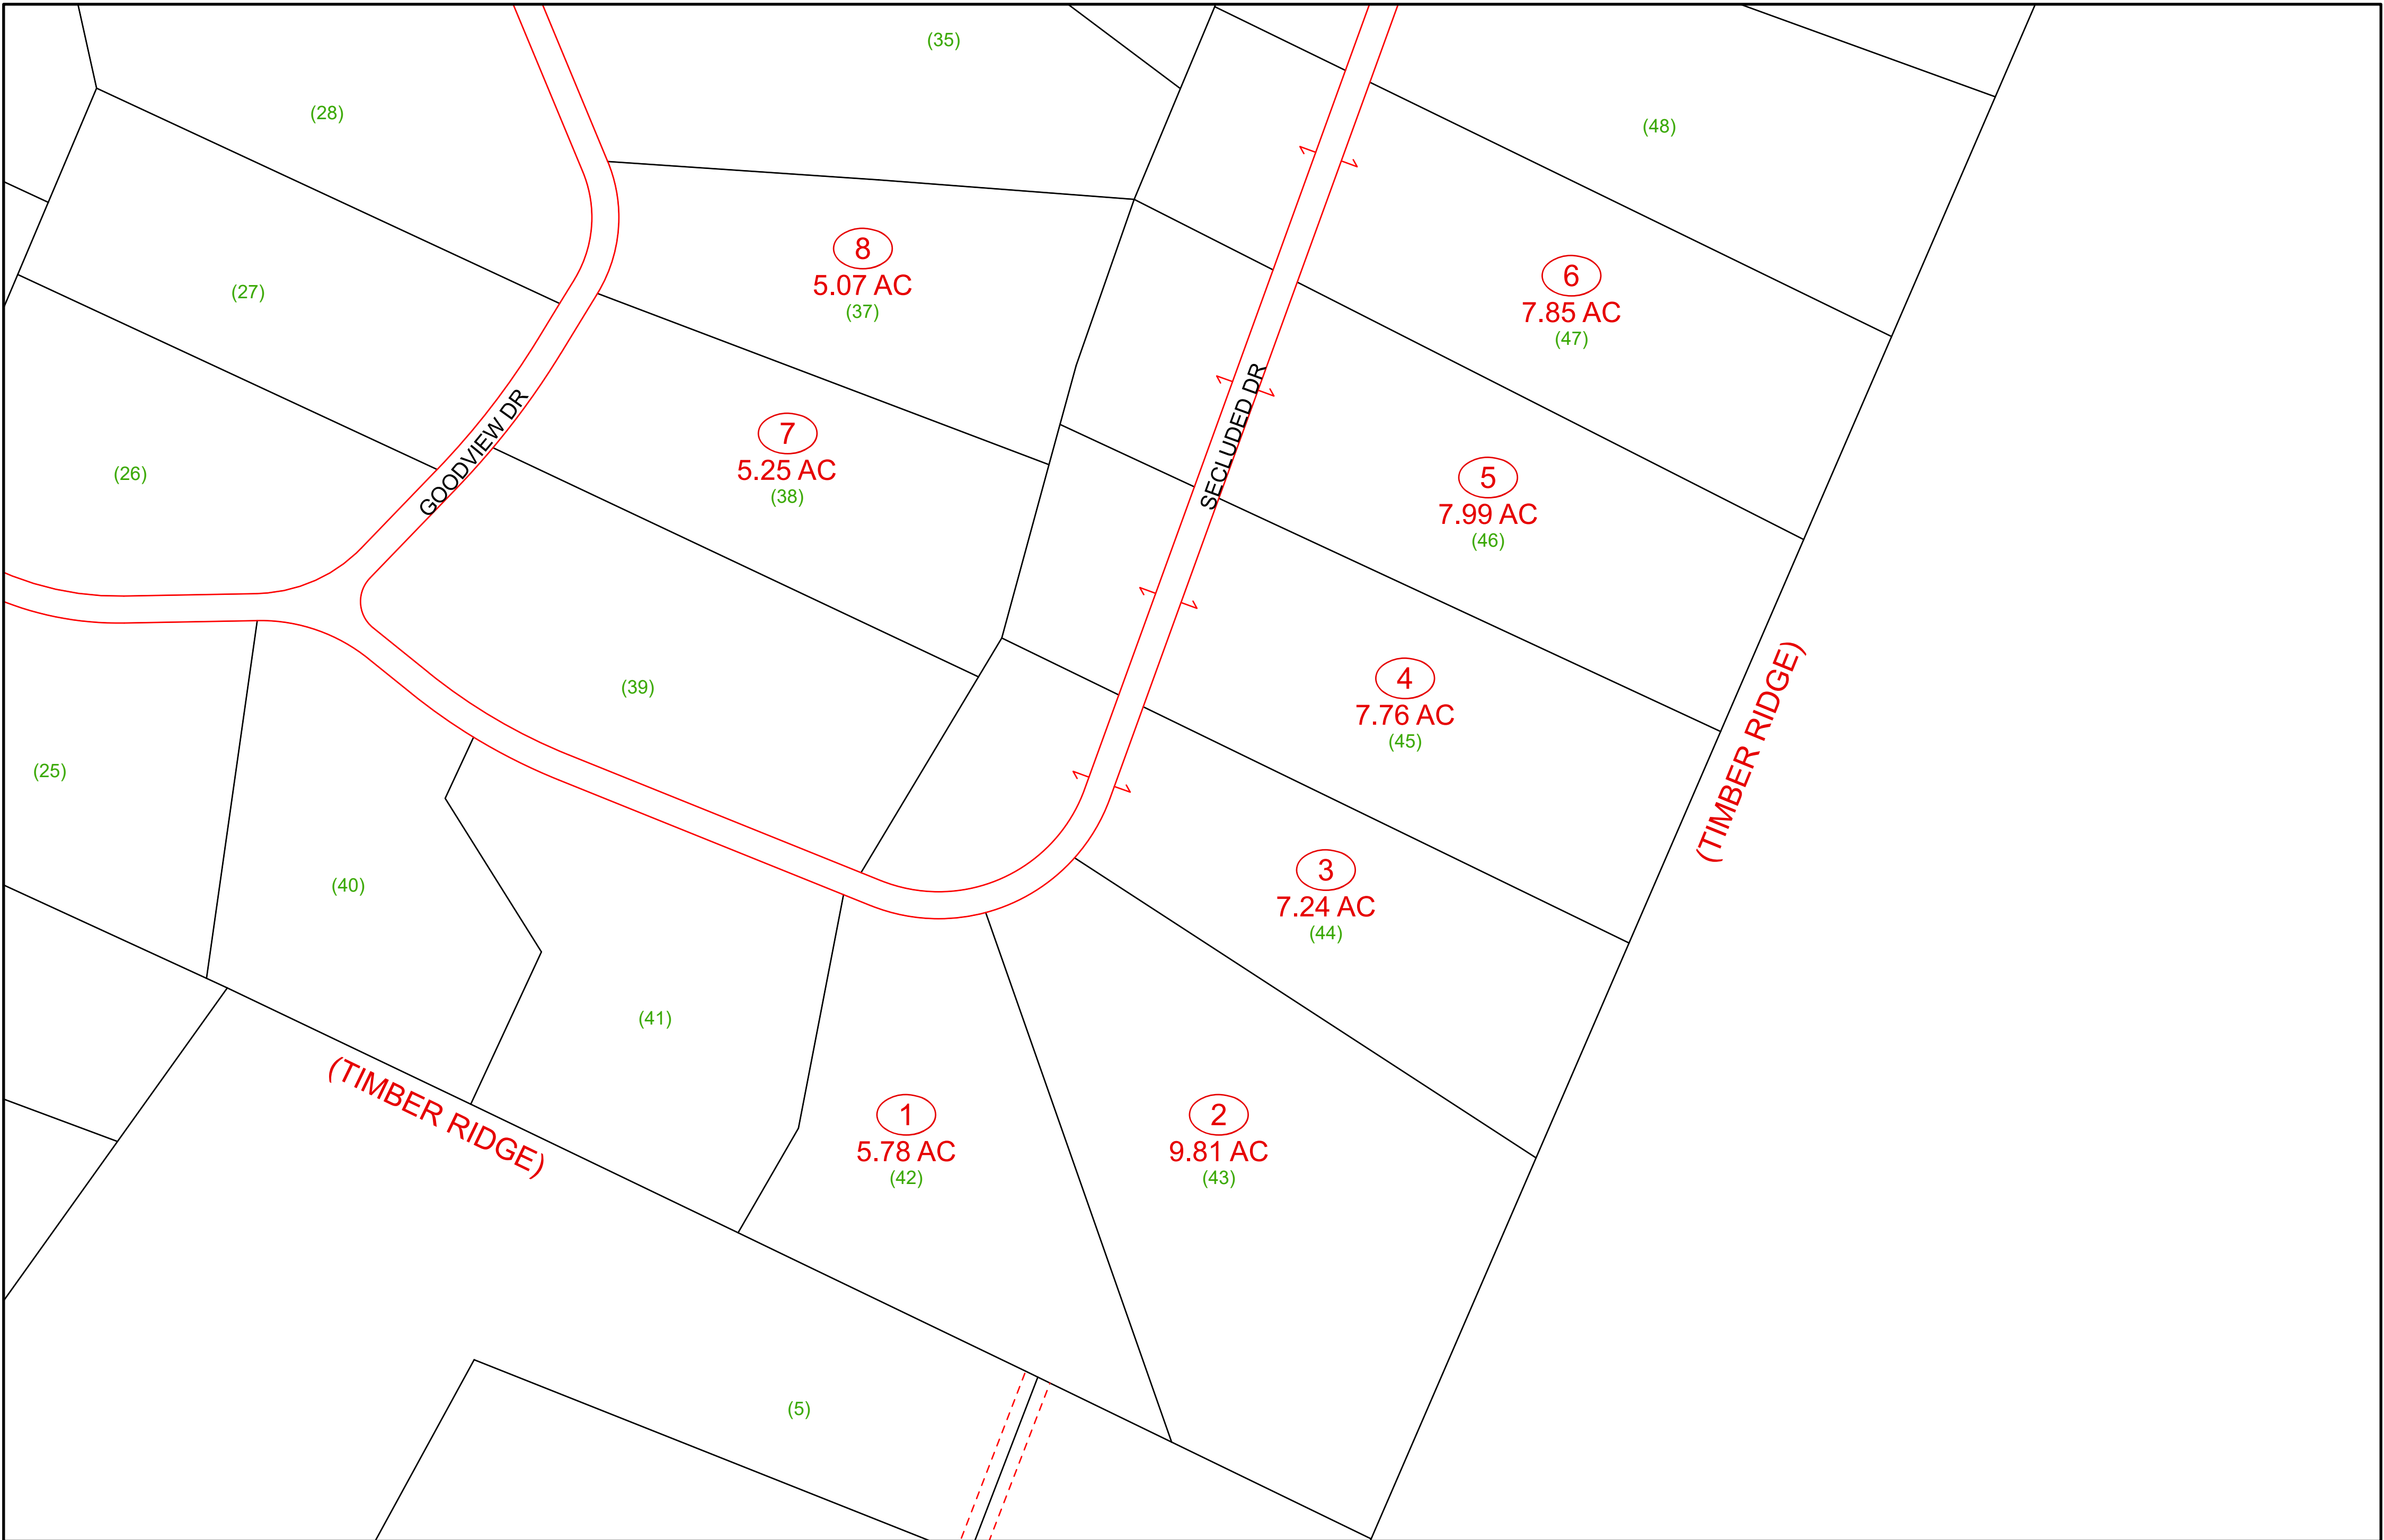 (35)
(28)
(48)
8
5.07 AC
(37)
6
7.85 AC
(47)
(27)
7
5.25 AC
(38)
(26)
GOODVIEW DR
SECLUDED DR
5
7.99 AC
(46)
4
7.76 AC
(45)
(39)
(TIMBER RIDGE)
(25)
3
7.24 AC
(44)
(40)
(41)
(TIMBER RIDGE)
1
5.78 AC
(42)
2
9.81 AC
(43)
(5)